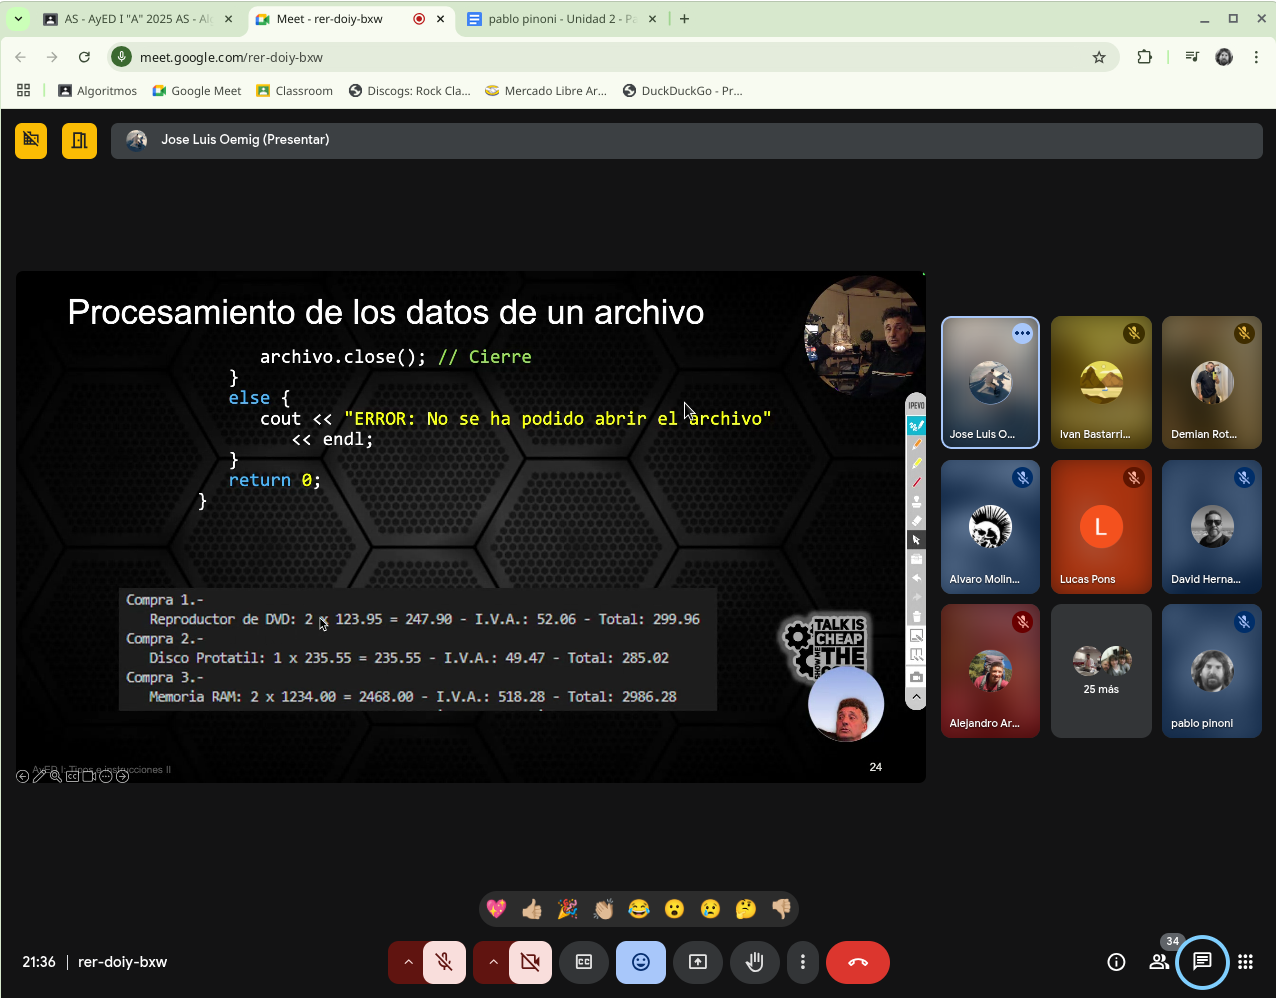 AS - AyED I "A" 2025 AS - Al
Meet - rer-doiy-bxw
pablo pinoni - Unidad 2 - P
meet.google.com/rer-doiy-bxw
Algoritmos
Google Meet
Classroom
Discogs: Rock Cla...
Mercado Libre Ar...
DuckDuckGo - Pr...
Jose Luis Oemig (Presentar)
Procesamiento de los datos de un archivo
archivo.close(); // Cierre
}
else {
cout << "ERROR: No se ha podido abrir el archivo"
<< endl;
}
return 0;
}
IPEVO
Compra 1.-
Reproductor de DVD: 2 x 123.95 = 247.90 - I.V.A.: 52.06 - Total: 299.96
Compra 2.-
Disco Protatil: 1 x 235.55 = 235.55 - I.V.A.: 49.47 - Total: 285.02
Compra 3.-
Memoria RAM: 2 x 1234.00 = 2468.00 - I.V.A.: 518.28 - Total: 2986.28
TALK IS
CHEAP
SHOW ME
THE
AyED I: Tipos e instrucciones II
24
Jose Luis O...
Ivan Bastarri...
Demian Rot...
Alvaro Molin...
L
Lucas Pons
David Herna...
Alejandro Ar...
25 más
pablo pinoni
21:36 | rer-doiy-bxw
CC
34